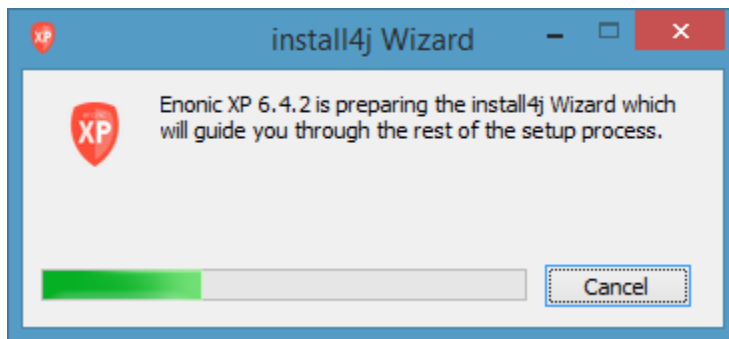 XP
install4j Wizard
XP
Enonic XP 6.4.2 is preparing the install4j Wizard which
will guide you through the rest of the setup process.
Cancel